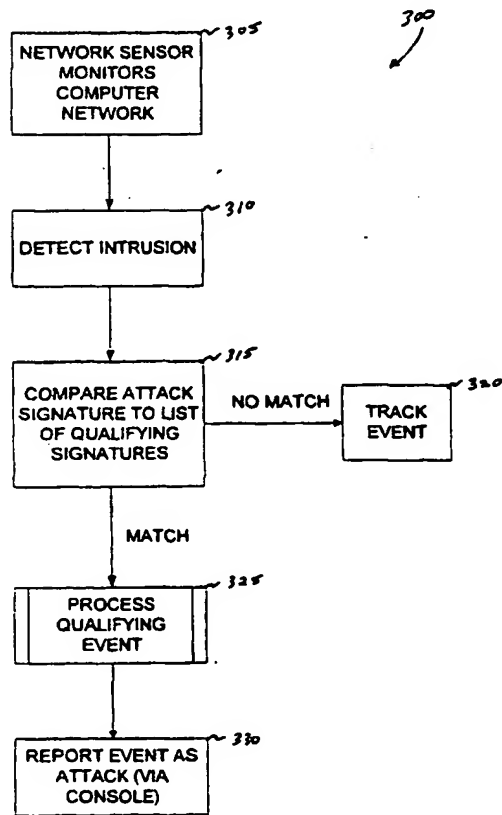 305
300
NETWORK SENSOR
MONITORS
COMPUTER
NETWORK
310
DETECT INTRUSION
315
COMPARE ATTACK
SIGNATURE TO LIST
OF QUALIFYING
SIGNATURES
NO MATCH
320
TRACK
EVENT
MATCH
325
PROCESS
QUALIFYING
EVENT
330
REPORT EVENT AS
ATTACK (VIA
CONSOLE)